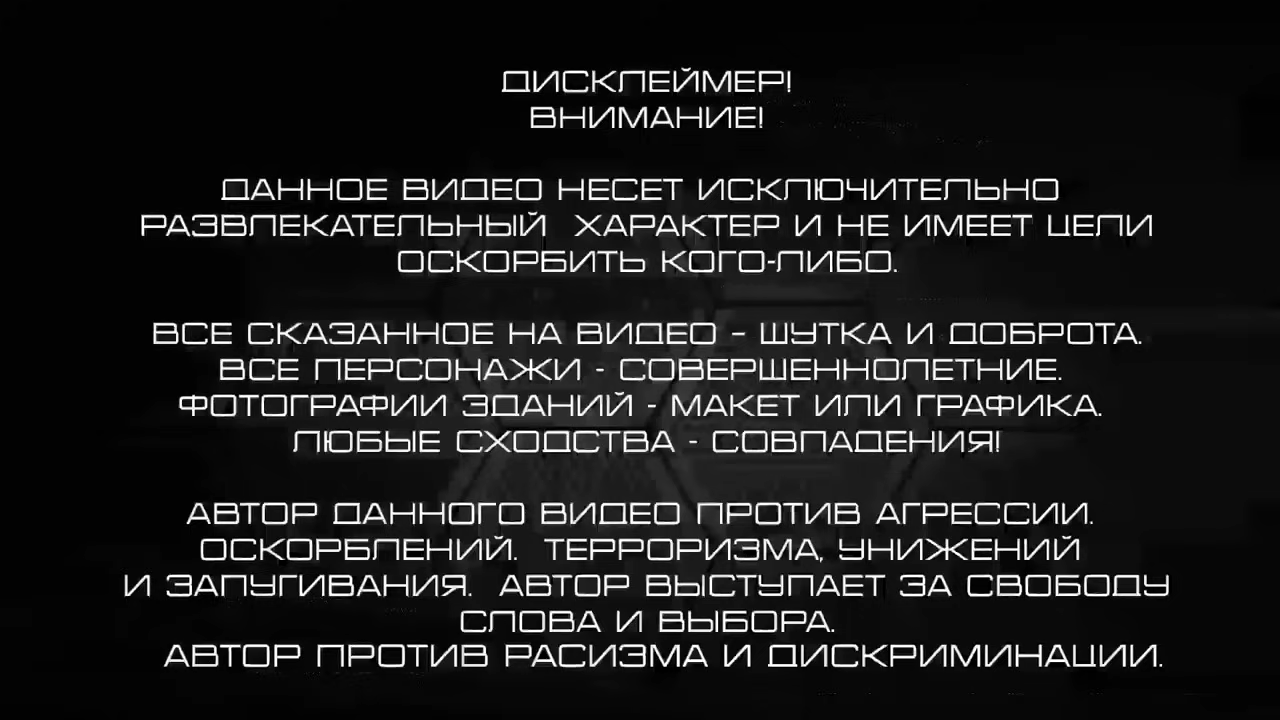 ДИСКЛЕЙМЕР!
ВНИМАНИЕ!
ДАННОЕ ВИДЕО НЕСЕТ ИСКЛЮЧИТЕЛЬНО
РАЗВЛЕКАТЕЛЬНЫЙ ХАРАКТЕР И НЕ ИМЕЕТ ЦЕЛИ
ОСКОРБИТЬ КОГО-ЛИБО.
ВСЕ СКАЗАННОЕ НА ВИДЕО – ШУТКА И ДОБРОТА.
ВСЕ ПЕРСОНАЖИ - СОВЕРШЕННОЛЕТНИЕ.
ФОТОГРАФИИ ЗДАНИЙ - МАКЕТ ИЛИ ГРАФИКА.
ЛЮБЫЕ СХОДСТВА - СОВПАДЕНИЯ!
АВТОР ДАННОГО ВИДЕО ПРОТИВ АГРЕССИИ.
ОСКОРБЛЕНИЙ. ТЕРРОРИЗМА, УНИЖЕНИЙ
И ЗАПУГИВАНИЯ. АВТОР ВЫСТУПАЕТ ЗА СВОБОДУ
СЛОВА И ВЫБОРА.
АВТОР ПРОТИВ РАСИЗМА И ДИСКРИМИНАЦИИ.